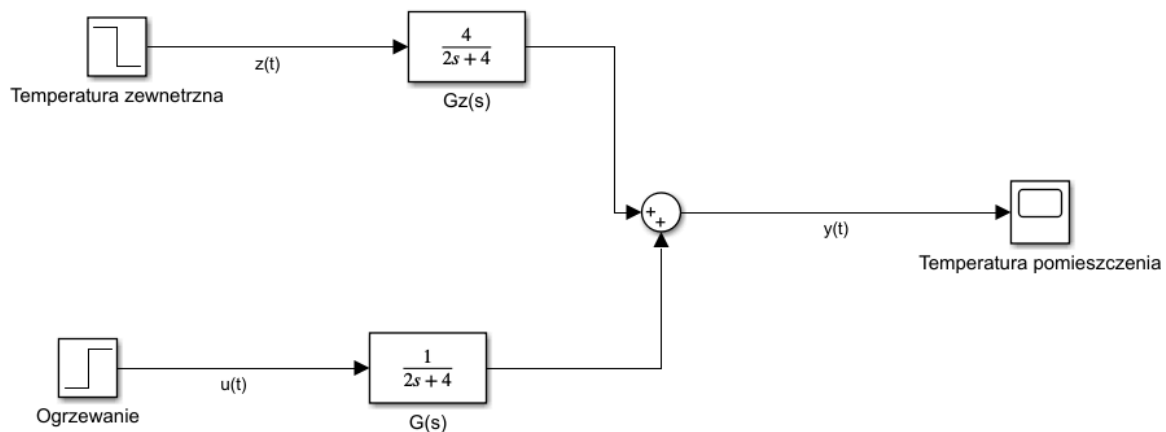 4
2s + 4
z(t)
Temperatura zewnetrzna
Gz(s)
+
+
y(t)
Temperatura pomieszczenia
1
2s + 4
u(t)
Ogrzewanie
G(s)